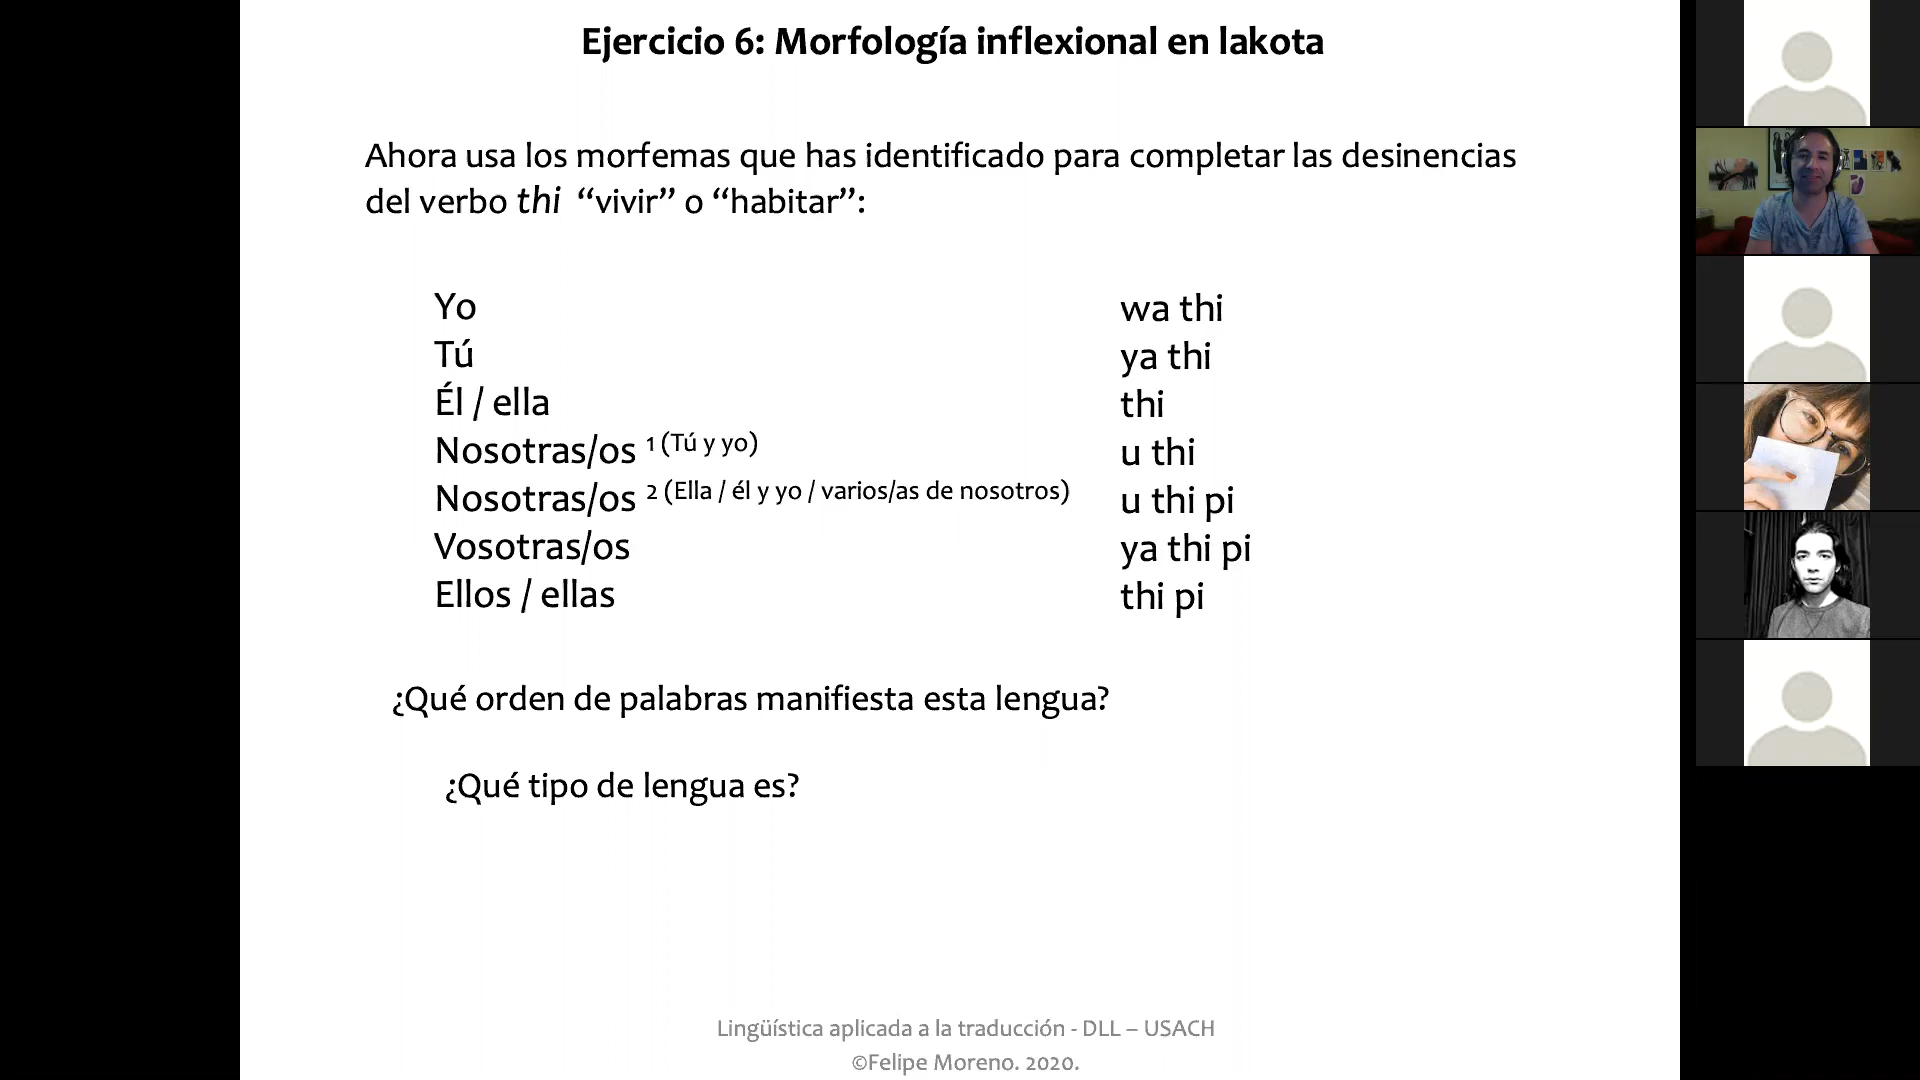 Ejercicio 6: Morfología inflexional en lakota
Ahora usa los morfemas que has identificado para completar las desinencias
del verbo thi “vivir” o “habitar”:
Yo wa thi
Tú ya thi
Él / ella thi
Nosotras/os 1 (Tú y yo) u thi
Nosotras/os 2 (Ella / él y yo / varios/as de nosotros) u thi pi
Vosotras/os ya thi pi
Ellos / ellas thi pi
¿Qué orden de palabras manifiesta esta lengua?
¿Qué tipo de lengua es?
Lingüística aplicada a la traducción - DLL – USACH
©Felipe Moreno. 2020.